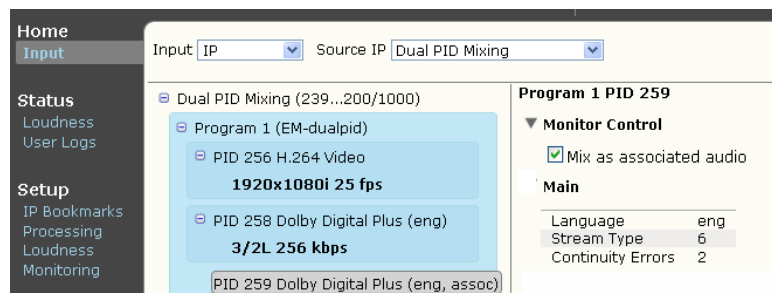 Home
Input
Status
Loudness
User Logs
Setup
IP Bookmarks
Processing
Loudness
Monitoring
Input IP Source IP Dual PID Mixing
Dual PID Mixing (239...200/1000)
Program 1 (EM-dualpid)
PID 256 H.264 Video
1920x1080i 25 fps
PID 258 Dolby Digital Plus (eng)
3/2L 256 kbps
PID 259 Dolby Digital Plus (eng, assoc)
Program 1 PID 259
Monitor Control
Mix as associated audio
Main
Language eng
Stream Type 6
Continuity Errors 2